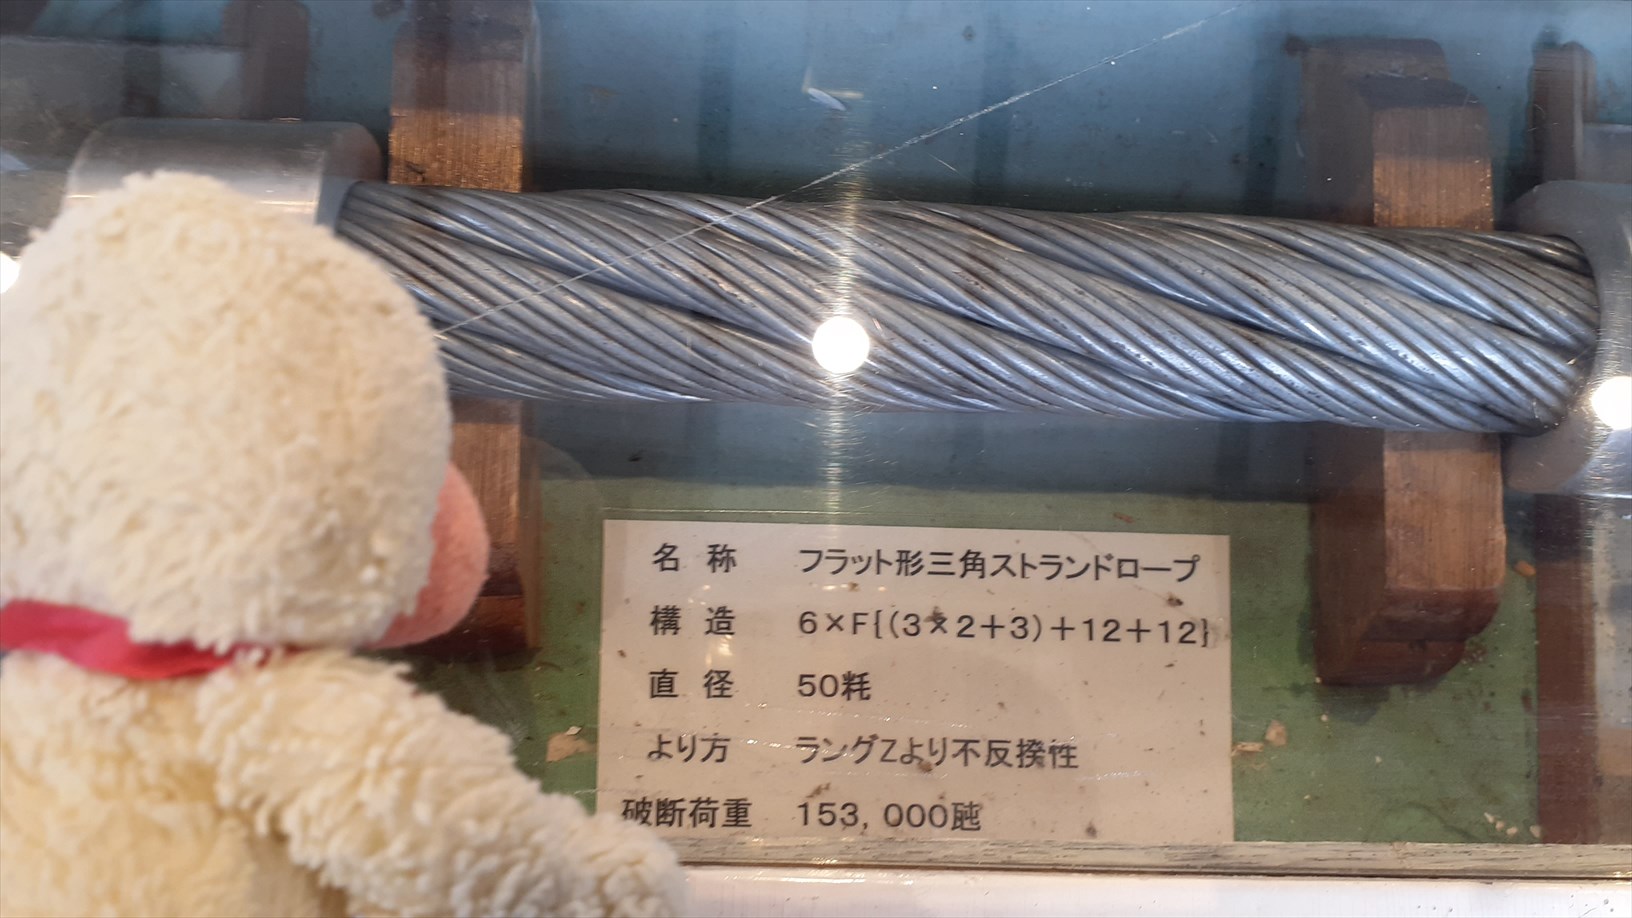 名 称 フラット形三角ストランドロープ
構 造 6×F{(3×2+3)+12+12}
直 径 50粍
より方 ラングZより不反撥性
破断荷重 153,000瓲